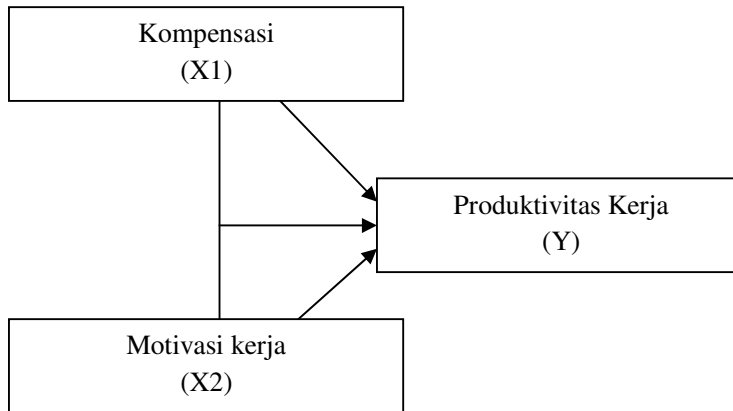 Kompensasi
(X1)
Produktivitas Kerja
(Y)
Motivasi kerja
(X2)